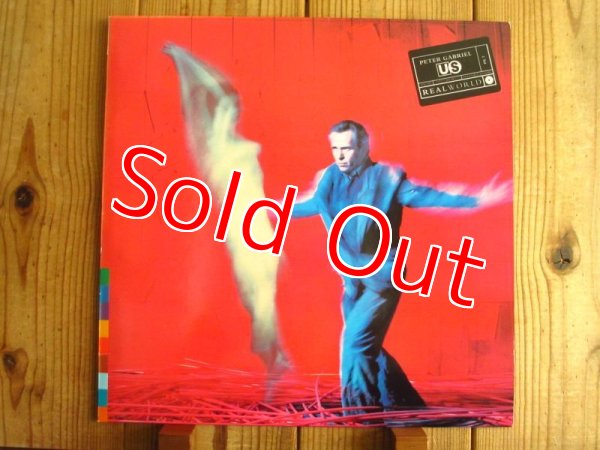 PETER GABRIEL
US
REALWORLD
Sold Out